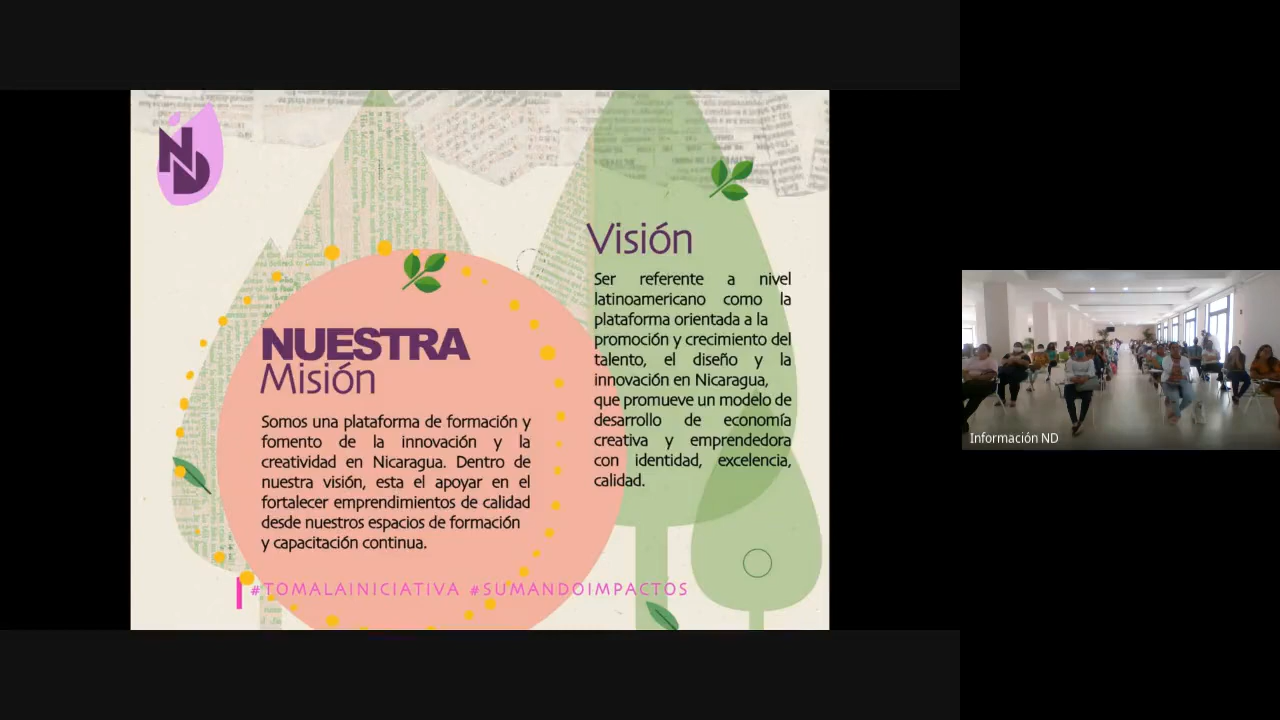 ND
NUESTRA
Misión
Somos una plataforma de formación y
fomento de la innovación y la
creatividad en Nicaragua. Dentro de
nuestra visión, esta el apoyar en el
fortalecer emprendimientos de calidad
desde nuestros espacios de formación
y capacitación continua.
Visión
Ser referente a nivel
latinoamericano como la
plataforma orientada a la
promoción y crecimiento del
talento, el diseño y la
innovación en Nicaragua,
que promueve un modelo de
desarrollo de economía
creativa y emprendedora
con identidad, excelencia,
calidad.
#TOMALAINICIATIVA #SUMANDOIMPACTOS
Información ND